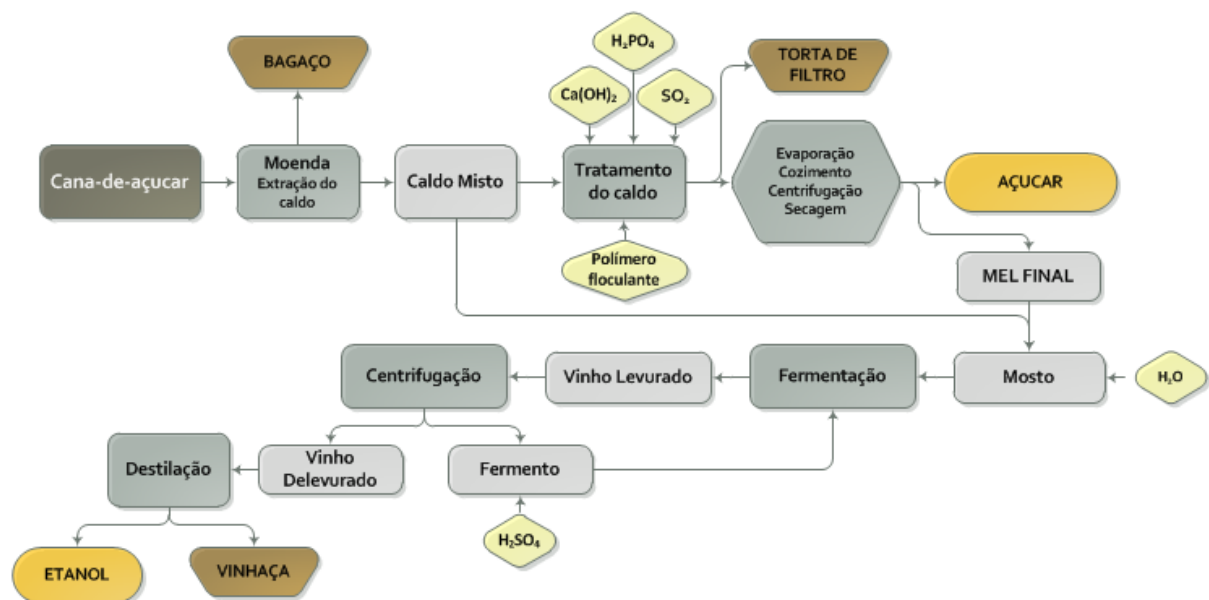 BAGAÇO
H₂PO₄
TORTA DE
FILTRO
Ca(OH)₂
SO₂
Cana-de-açucar
Moenda
Extração do
caldo
Caldo Misto
Tratamento
do caldo
Evaporação
Cozimento
Centrifugação
Secagem
AÇUCAR
Polímero
floculante
MEL FINAL
Centrifugação
Vinho Levurado
Fermentação
Mosto
H₂O
Destilação
Vinho
Delevurado
Fermento
H₂SO₄
ETANOL
VINHAÇA